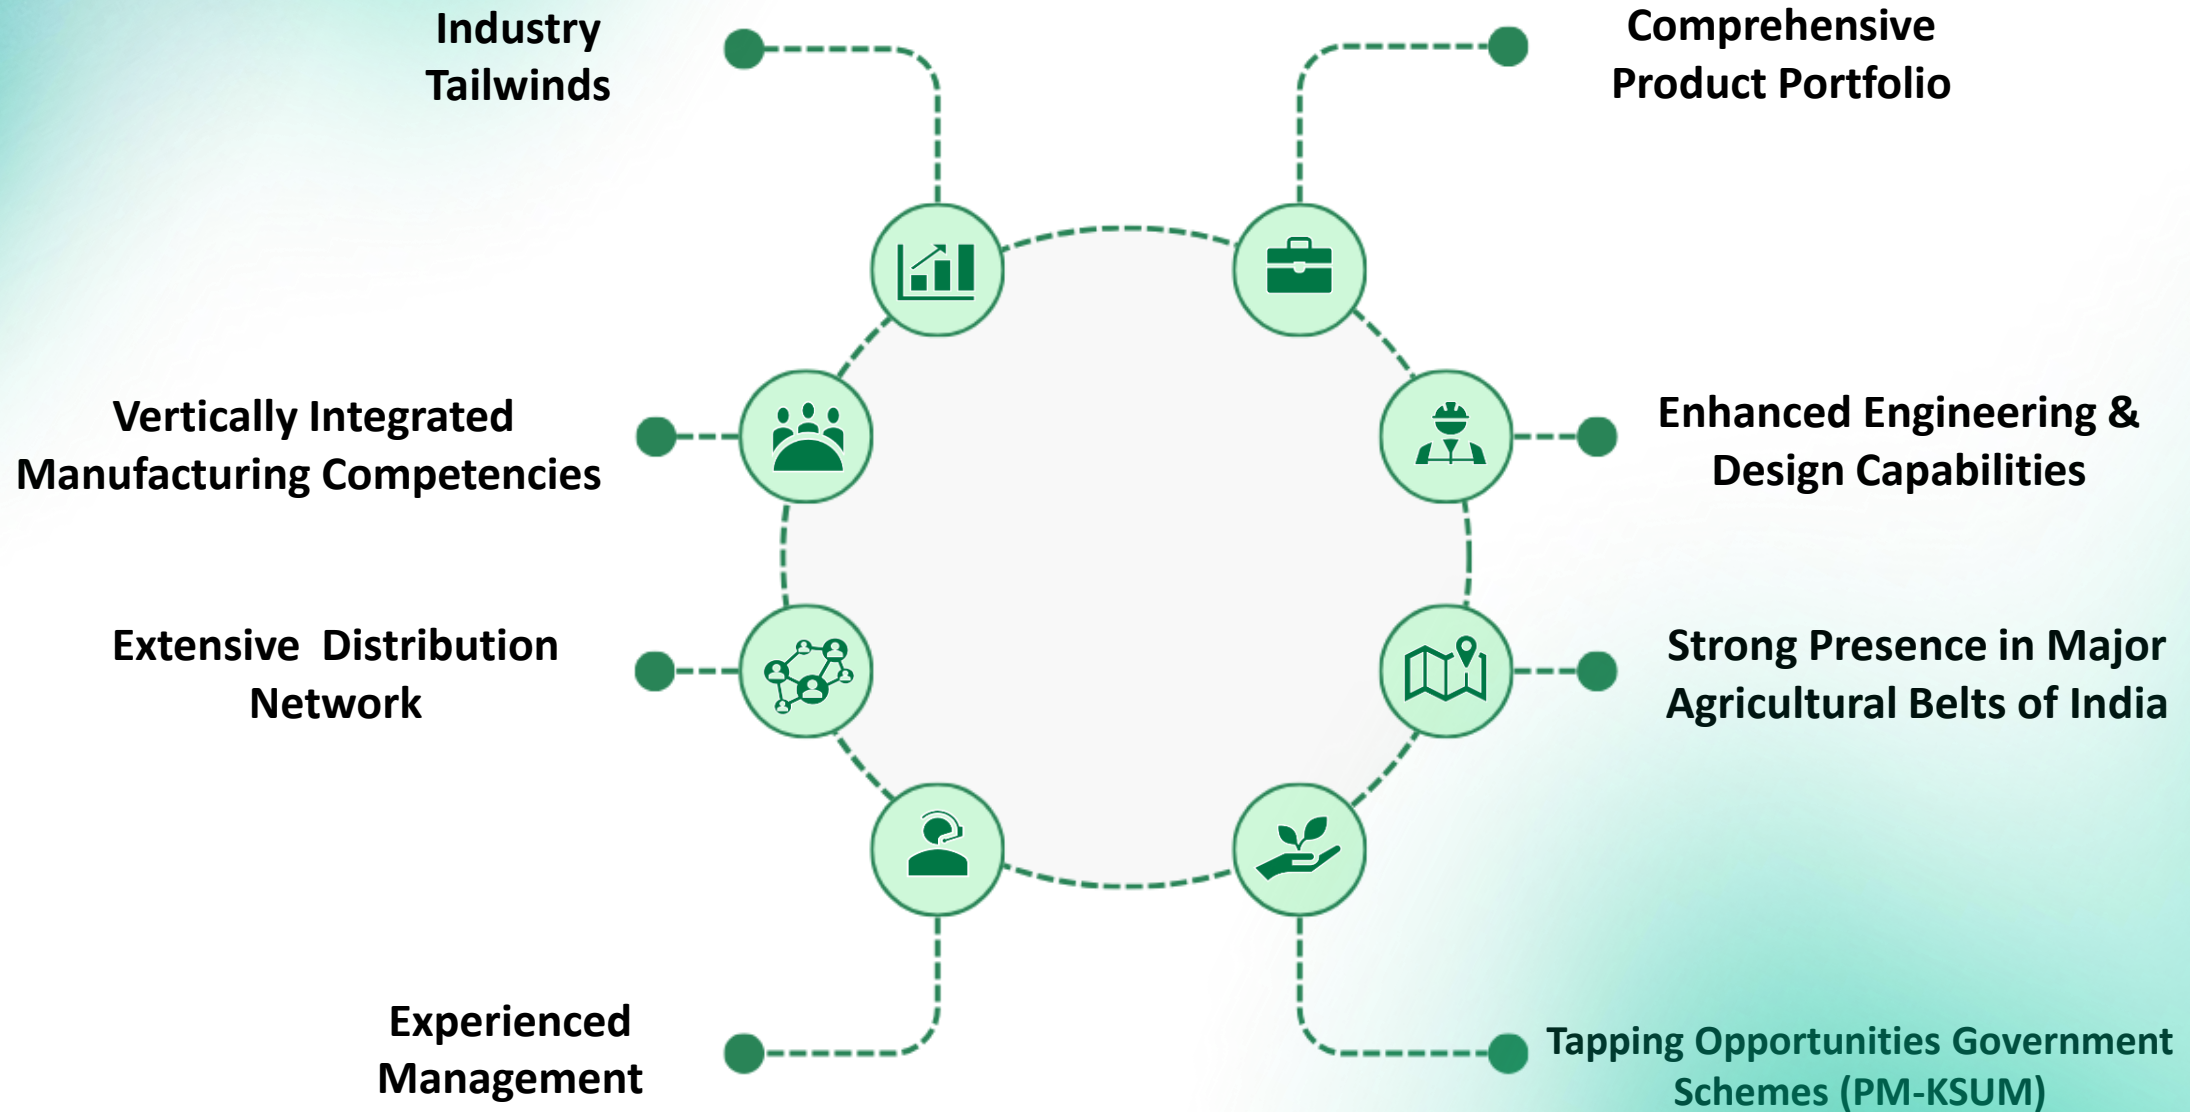 Industry
Tailwinds
Comprehensive
Product Portfolio
Vertically Integrated
Manufacturing Competencies
Enhanced Engineering &
Design Capabilities
Extensive  Distribution
Network
Strong Presence in Major
Agricultural Belts of India
Experienced
Management
Tapping Opportunities Government
Schemes (PM-KSUM)